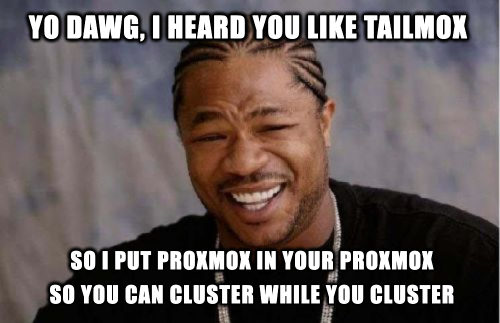 YO DAWG, I HEARD YOU LIKE TAILMOX
SO I PUT PROXMOX IN YOUR PROXMOX
SO YOU CAN CLUSTER WHILE YOU CLUSTER